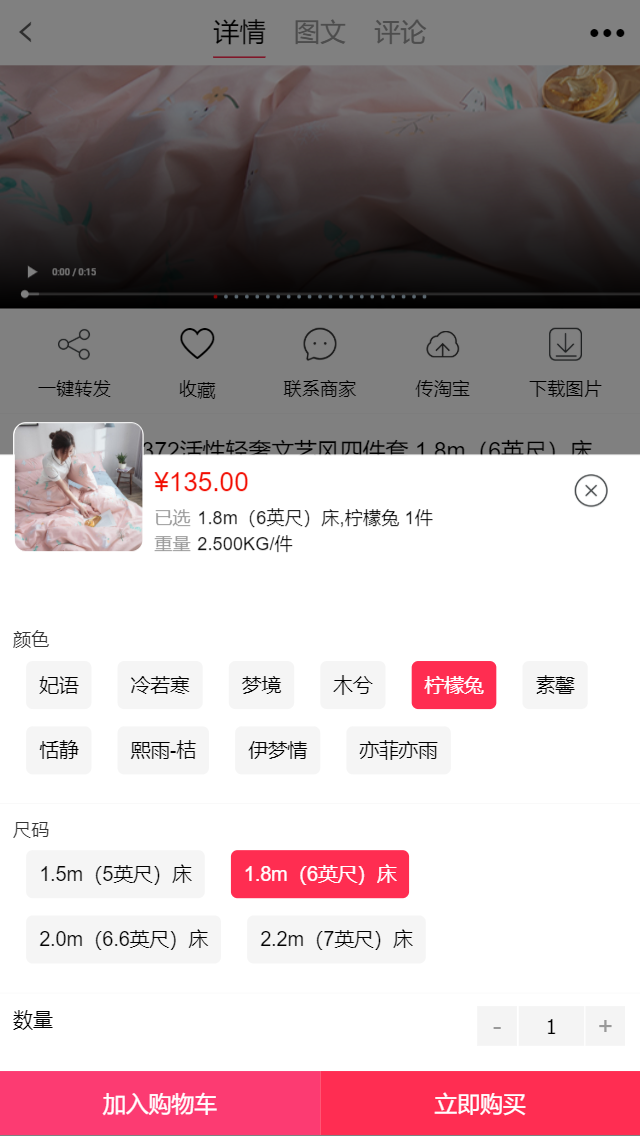 详情 图文 评论
0:00 / 0:15
一键转发 收藏 联系商家 传淘宝 下载图片
372活性轻奢文艺风四件套 1.8m（6英尺）床
¥135.00
已选 1.8m（6英尺）床,柠檬兔 1件
重量 2.500KG/件
颜色
妃语 冷若寒 梦境 木兮 柠檬兔 素馨
恬静 熙雨-桔 伊梦情 亦菲亦雨
尺码
1.5m（5英尺）床 1.8m（6英尺）床
2.0m（6.6英尺）床 2.2m（7英尺）床
数量 - 1 +
加入购物车 立即购买